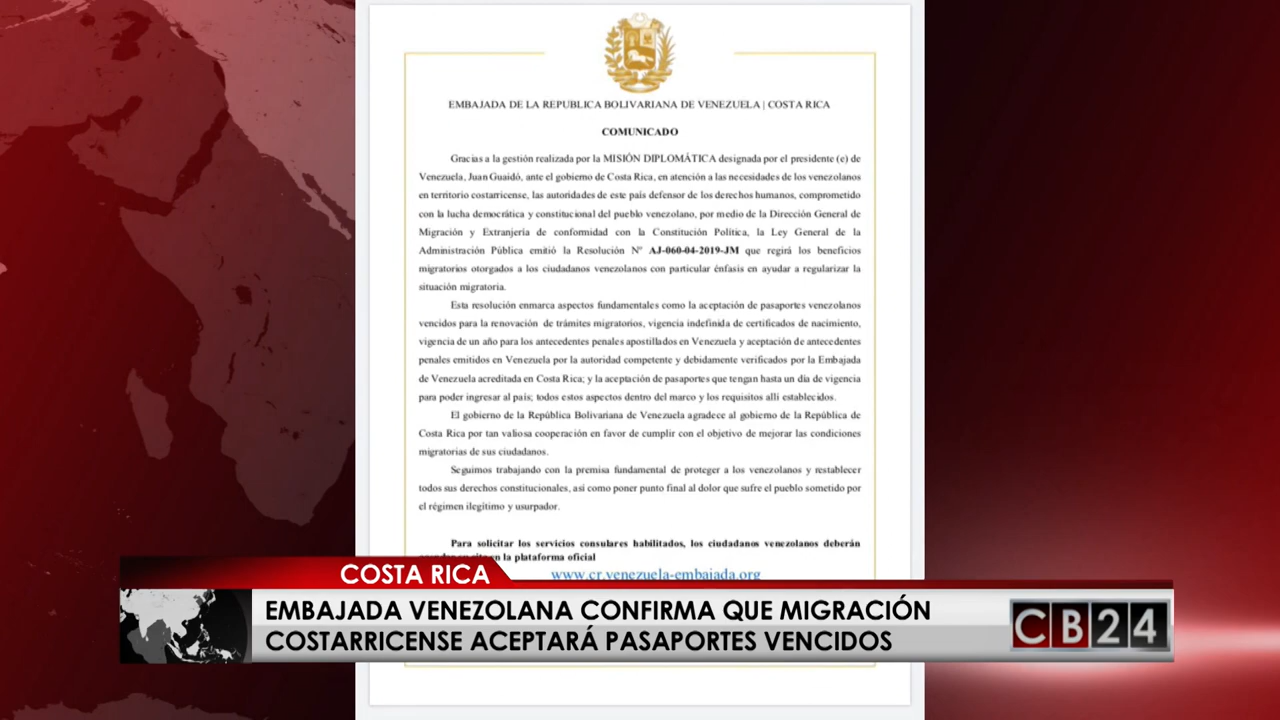 EMBAJADA DE LA REPUBLICA BOLIVARIANA DE VENEZUELA | COSTA RICA
COMUNICADO
Gracias a la gestión realizada por la MISIÓN DIPLOMÁTICA designada por el presidente (e) de
Venezuela, Juan Guaidó, ante el gobierno de Costa Rica, en atención a las necesidades de los venezolanos
en territorio costarricense, las autoridades de este país defensor de los derechos humanos, comprometido
con la lucha democrática y constitucional del pueblo venezolano, por medio de la Dirección General de
Migración y Extranjería de conformidad con la Constitución Política, la Ley General de la
Administración Pública emitió la Resolución N° AJ-060-04-2019-JM que regirá los beneficios
migratorios otorgados a los ciudadanos venezolanos con particular énfasis en ayudar a regularizar la
situación migratoria.
Esta resolución enmarca aspectos fundamentales como la aceptación de pasaportes venezolanos
vencidos para la renovación de trámites migratorios, vigencia indefinida de certificados de nacimiento,
vigencia de un año para los antecedentes penales apostillados en Venezuela y aceptación de antecedentes
penales emitidos en Venezuela por la autoridad competente y debidamente verificados por la Embajada
de Venezuela acreditada en Costa Rica; y la aceptación de pasaportes que tengan hasta un día de vigencia
para poder ingresar al país; todos estos aspectos dentro del marco y los requisitos allí establecidos.
El gobierno de la República Bolivariana de Venezuela agradece al gobierno de la República de
Costa Rica por tan valiosa cooperación en favor de cumplir con el objetivo de mejorar las condiciones
migratorias de sus ciudadanos.
Seguimos trabajando con la premisa fundamental de proteger a los venezolanos y restablecer
todos sus derechos constitucionales, así como poner punto final al dolor que sufre el pueblo sometido por
el régimen ilegítimo y usurpador.
Para solicitar los servicios consulares habilitados, los ciudadanos venezolanos deberán
en la plataforma oficial
www.cr.venezuela-embajada.org
COSTA RICA
EMBAJADA VENEZOLANA CONFIRMA QUE MIGRACIÓN
COSTARRICENSE ACEPTARÁ PASAPORTES VENCIDOS
CB24